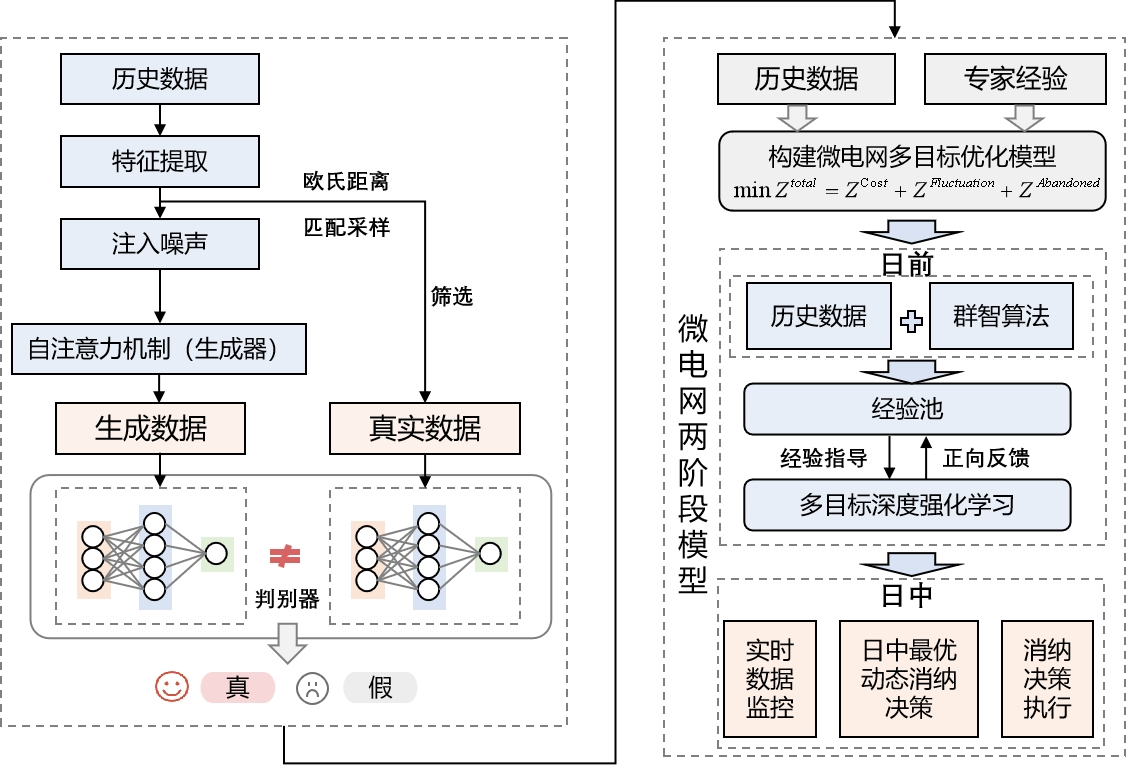 历史数据
特征提取
欧氏距离
匹配采样
注入噪声
筛选
自注意力机制（生成器）
生成数据
真实数据
≠
判别器
真
假
微电网两阶段模型
历史数据
专家经验
构建微电网多目标优化模型
min Z^{total} = Z^{Cost} + Z^{Fluctuation} + Z^{Abandoned}
日前
历史数据
群智算法
经验池
经验指导
正向反馈
多目标深度强化学习
日中
实时
数据
监控
日中最优
动态消纳
决策
消纳
决策
执行